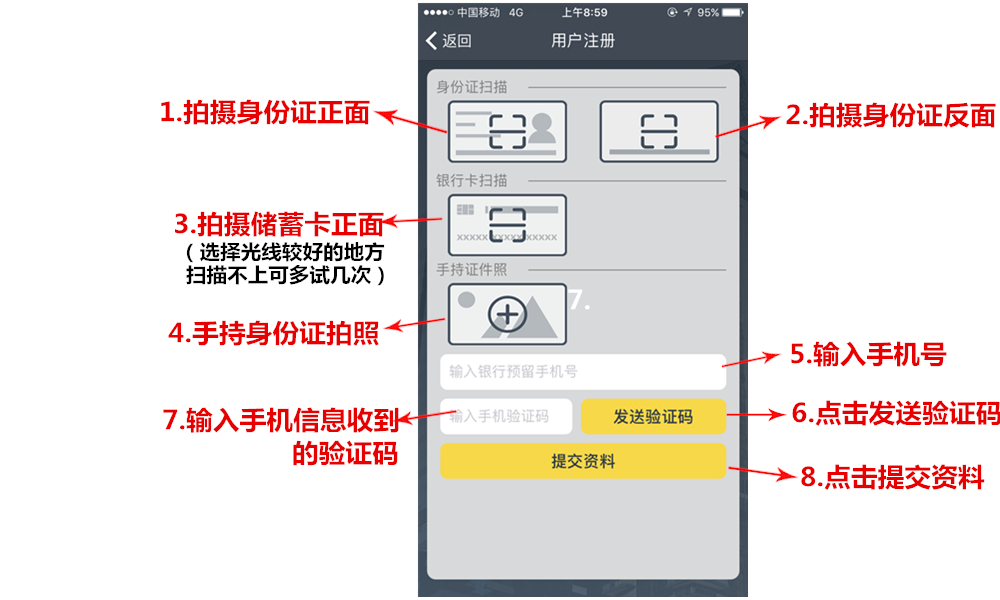 中国移动 4G 上午8:59 95%
返回 用户注册
身份证扫描
1.拍摄身份证正面
2.拍摄身份证反面
银行卡扫描
3.拍摄储蓄卡正面
xxxxxxxxxxxxxxxx
（选择光线较好的地方
扫描不上可多试几次）
手持证件照
7.
4.手持身份证拍照
5.输入手机号
输入银行预留手机号
7.输入手机信息收到
的验证码
输入手机验证码
发送验证码
6.点击发送验证码
提交资料
8.点击提交资料